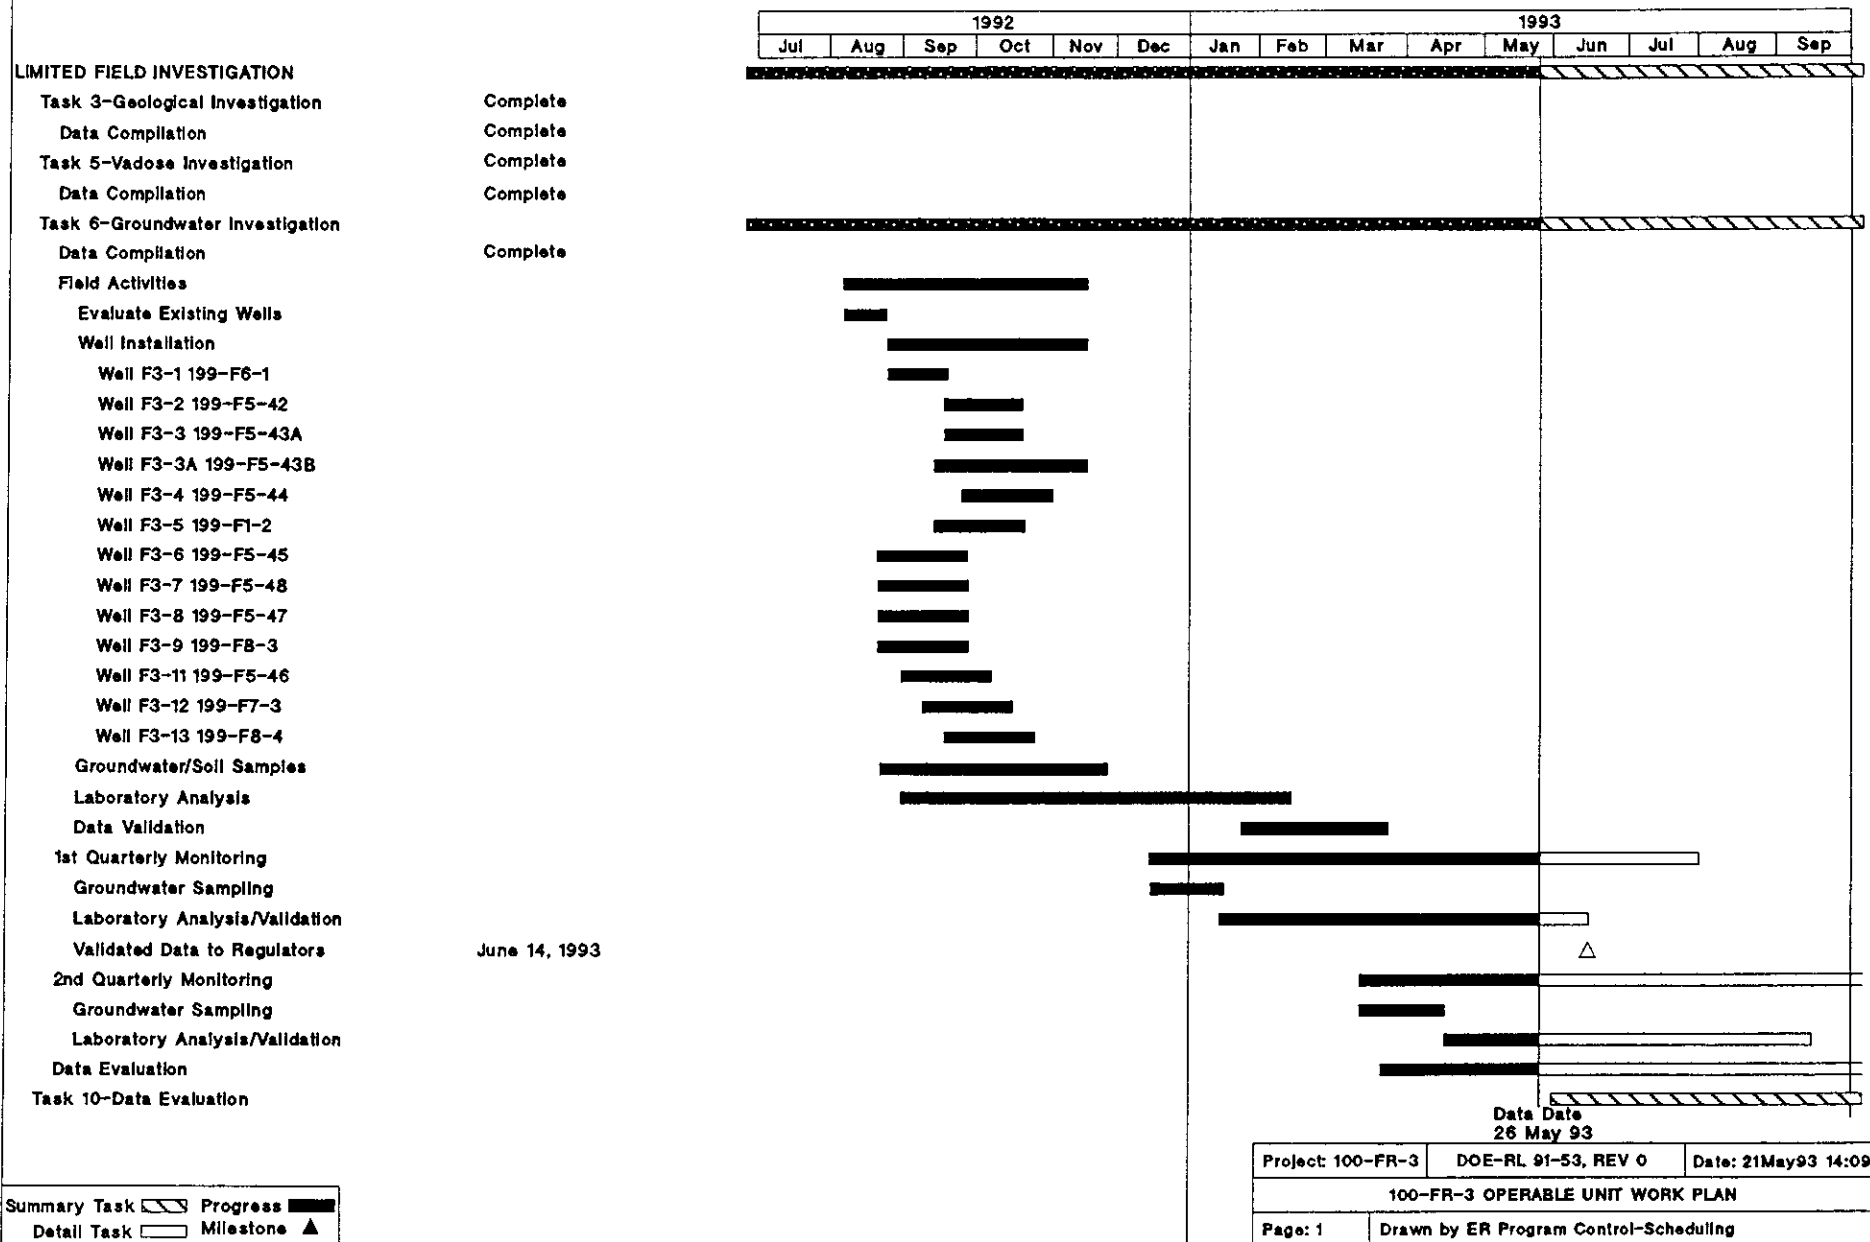 1992 1993
Jul Aug Sep Oct Nov Dec Jan Feb Mar Apr May Jun Jul Aug Sep
LIMITED FIELD INVESTIGATION
Task 3-Geological Investigation Complete
Data Compilation Complete
Task 5-Vadose Investigation Complete
Data Compilation Complete
Task 6-Groundwater Investigation
Data Compilation Complete
Field Activities
Evaluate Existing Wells
Well Installation
Well F3-1 199-F6-1
Well F3-2 199-F5-42
Well F3-3 199-F5-43A
Well F3-3A 199-F5-43B
Well F3-4 199-F5-44
Well F3-5 199-F1-2
Well F3-6 199-F5-45
Well F3-7 199-F5-48
Well F3-8 199-F5-47
Well F3-9 199-F8-3
Well F3-11 199-F5-46
Well F3-12 199-F7-3
Well F3-13 199-F8-4
Groundwater/Soil Samples
Laboratory Analysis
Data Validation
1st Quarterly Monitoring
Groundwater Sampling
Laboratory Analysis/Validation
Validated Data to Regulators June 14, 1993
2nd Quarterly Monitoring
Groundwater Sampling
Laboratory Analysis/Validation
Data Evaluation
Task 10-Data Evaluation
Data Date
26 May 93
Project: 100-FR-3 DOE-RL 91-53, REV 0 Date: 21May93 14:09
100-FR-3 OPERABLE UNIT WORK PLAN
Page: 1 Drawn by ER Program Control-Scheduling
Summary Task Progress
Detail Task Milestone